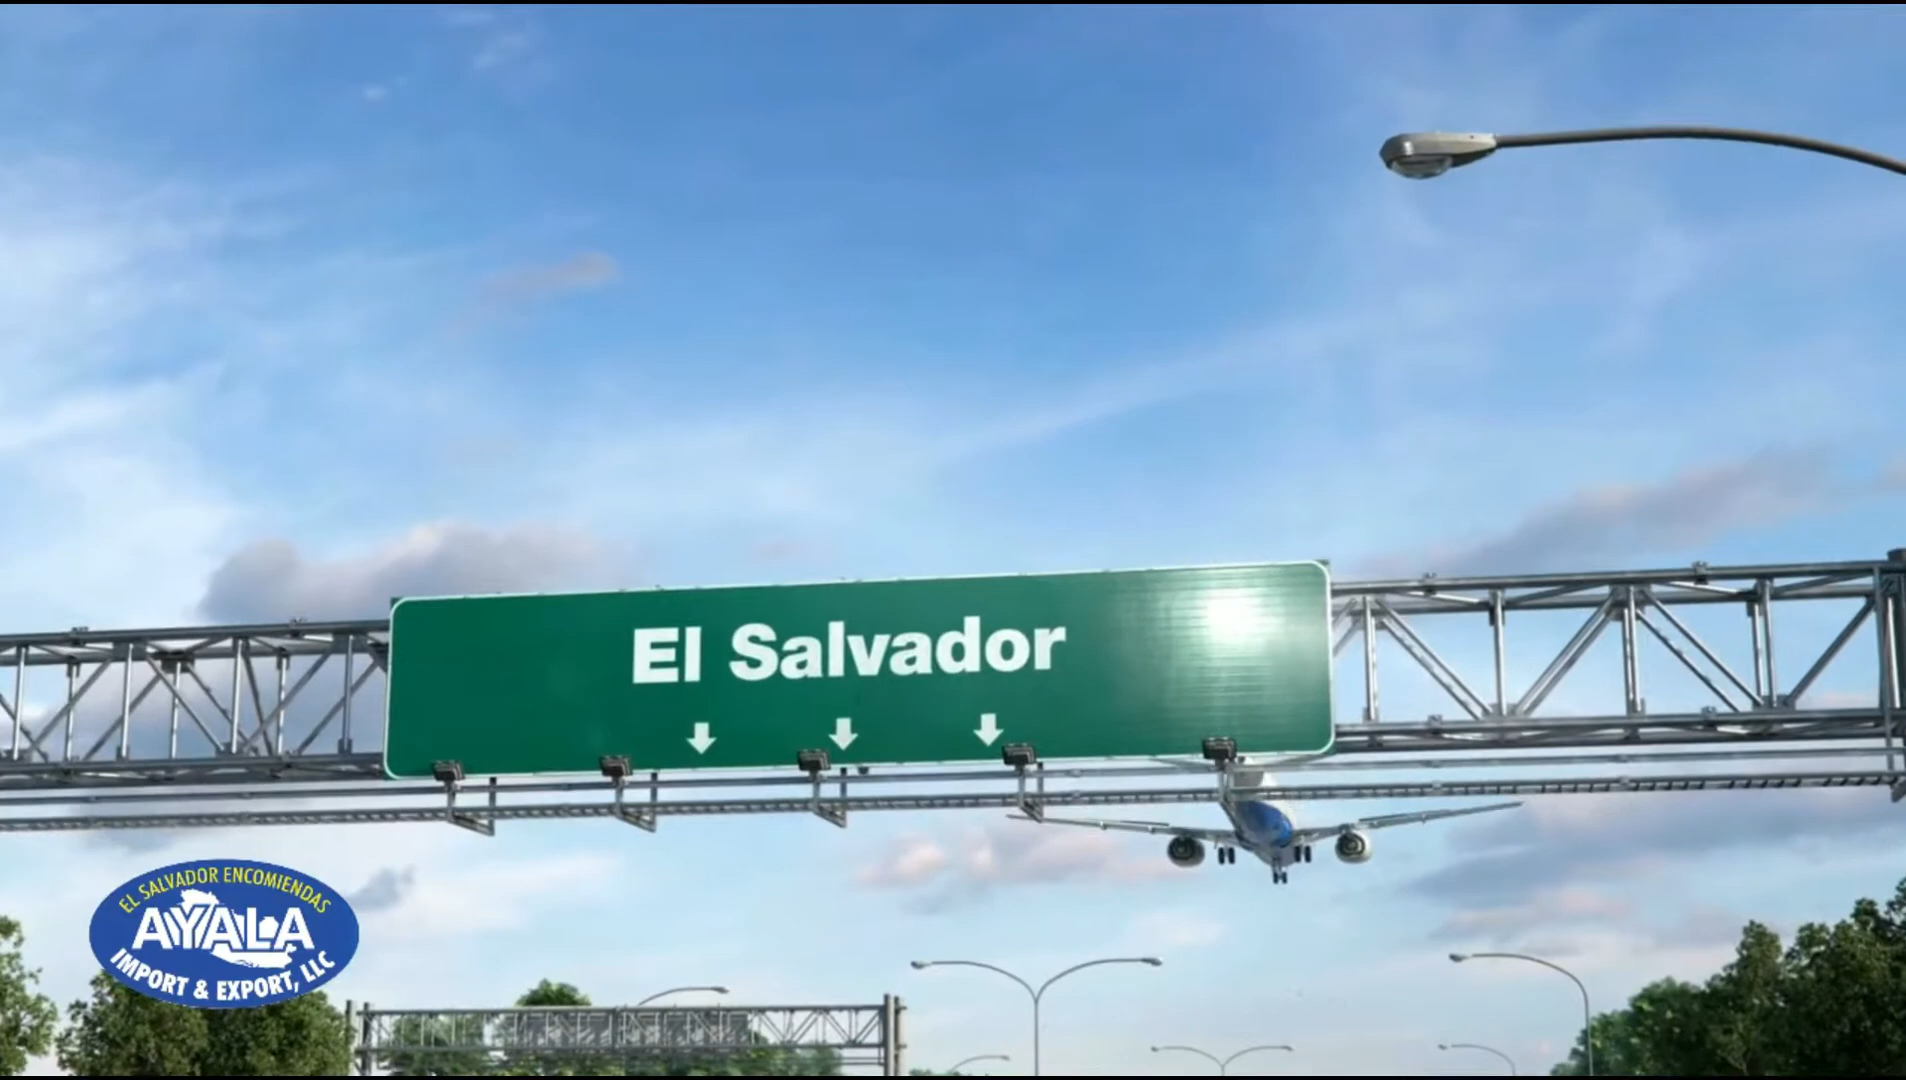 El Salvador
EL SALVADOR ENCOMIENDAS
AYALA
IMPORT & EXPORT, LLC